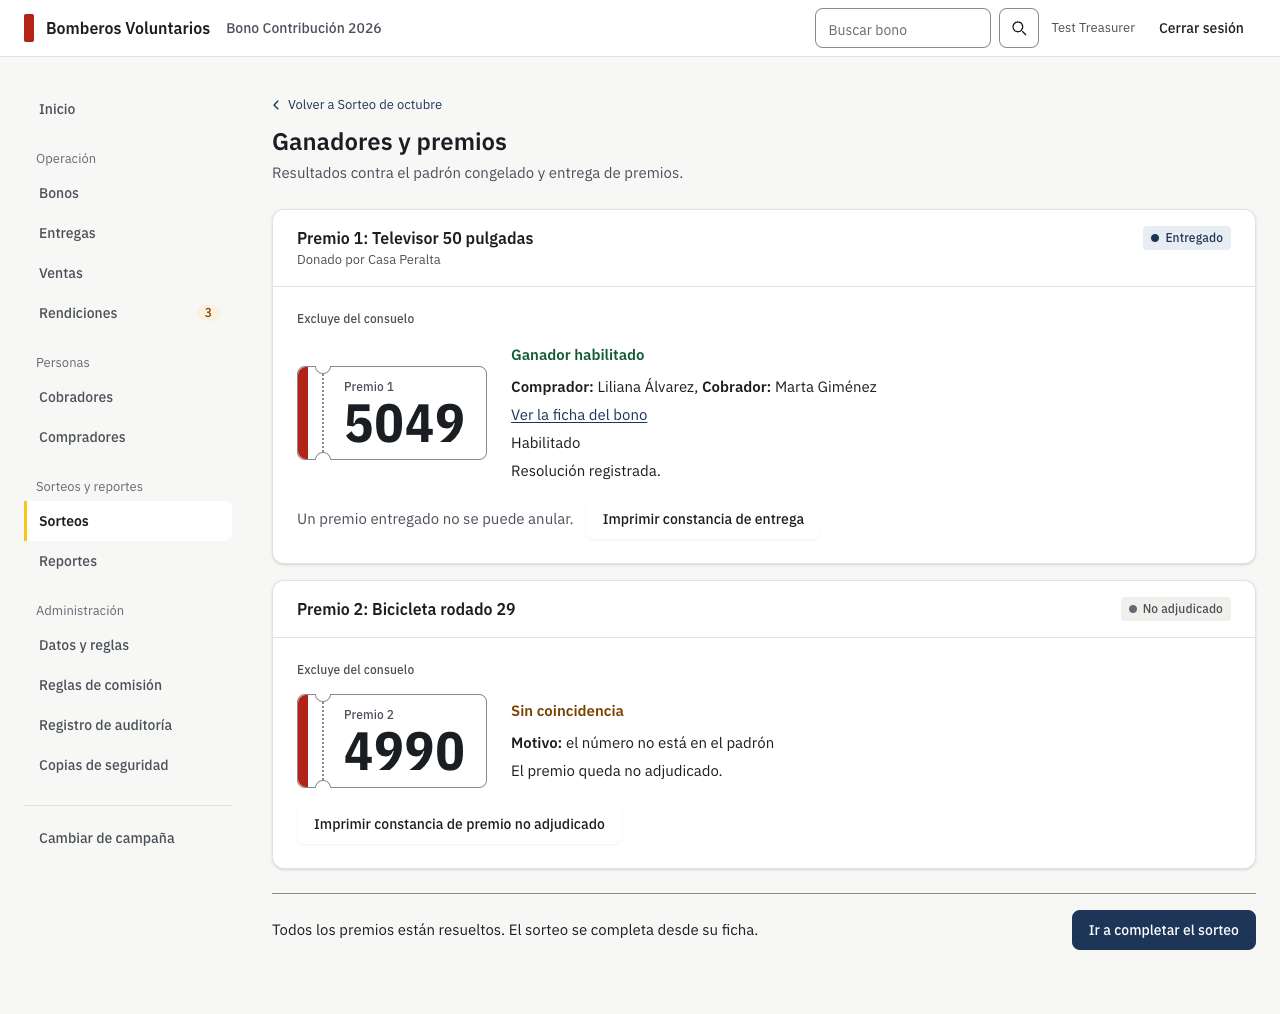 Bomberos Voluntarios
Bono Contribución 2026
Buscar bono
Test Treasurer
Cerrar sesión
Inicio
Operación
Bonos
Entregas
Ventas
Rendiciones 3
Personas
Cobradores
Compradores
Sorteos y reportes
Sorteos
Reportes
Administración
Datos y reglas
Reglas de comisión
Registro de auditoría
Copias de seguridad
Cambiar de campaña
Volver a Sorteo de octubre
Ganadores y premios
Resultados contra el padrón congelado y entrega de premios.
Premio 1: Televisor 50 pulgadas
Donado por Casa Peralta
Entregado
Excluye del consuelo
Premio 1
5049
Ganador habilitado
Comprador: Liliana Álvarez, Cobrador: Marta Giménez
Ver la ficha del bono
Habilitado
Resolución registrada.
Un premio entregado no se puede anular.
Imprimir constancia de entrega
Premio 2: Bicicleta rodado 29
No adjudicado
Excluye del consuelo
Premio 2
4990
Sin coincidencia
Motivo: el número no está en el padrón
El premio queda no adjudicado.
Imprimir constancia de premio no adjudicado
Todos los premios están resueltos. El sorteo se completa desde su ficha.
Ir a completar el sorteo